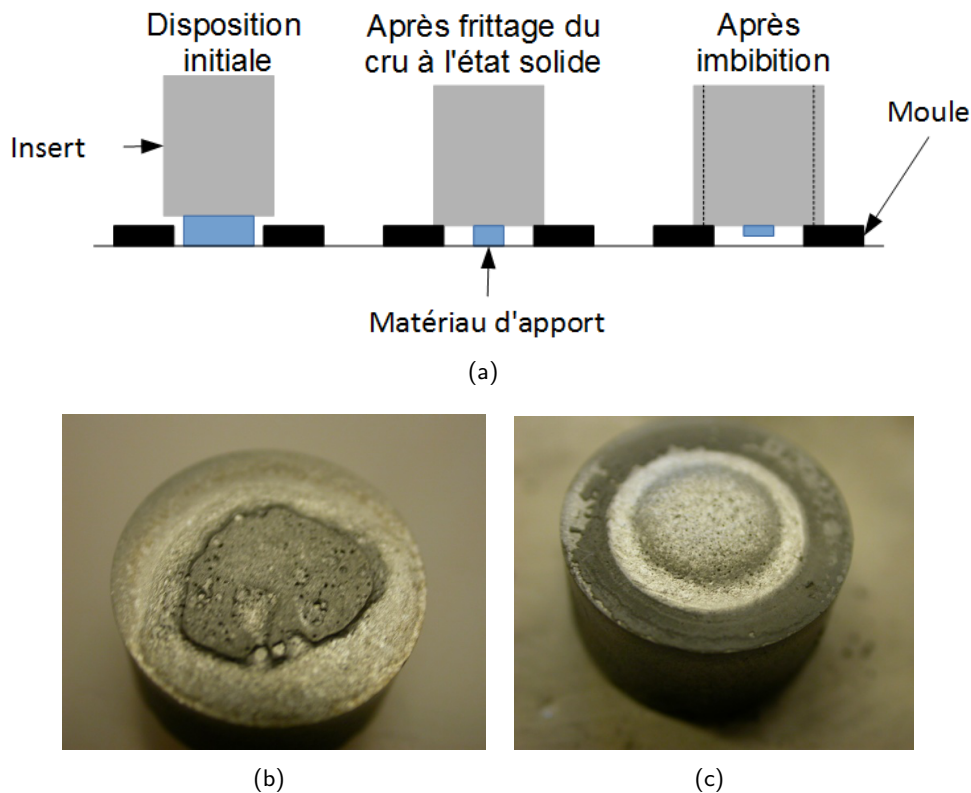 Disposition
initiale
Après frittage du
cru à l'état solide
Après
imbibition
Insert
Moule
Matériau d'apport
(a)
(b)
(c)